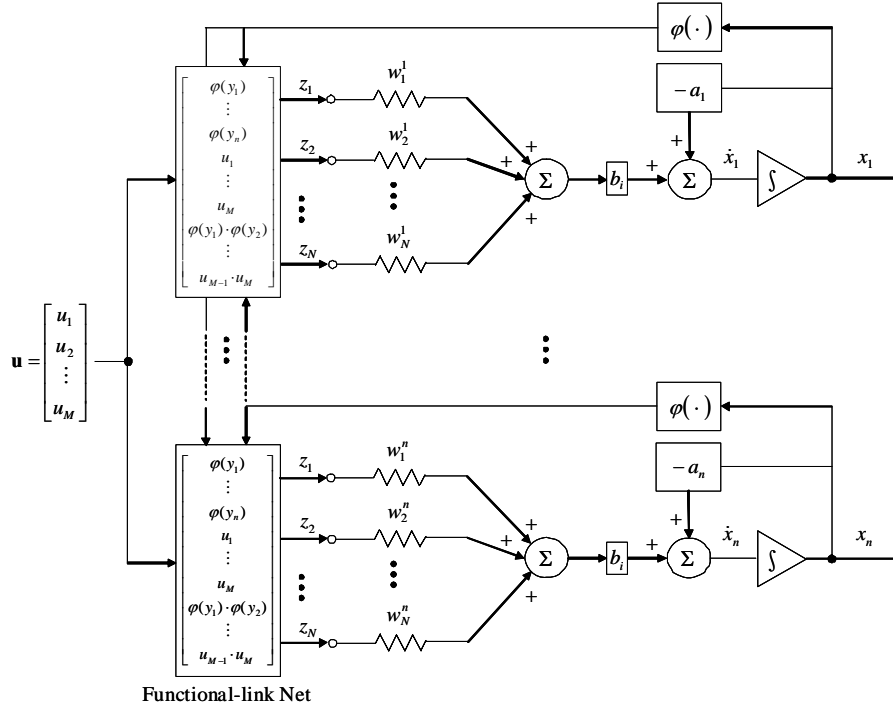 φ(·)
φ(y₁)
⋮
φ(yₙ)
u₁
⋮
u_M
φ(y₁)·φ(y₂)
⋮
u_{M−1}·u_M
z₁ w₁¹
z₂ w₂¹
z_N w_N¹
+ + +
Σ
bᵢ
+
Σ
+
−a₁
ẋ₁
∫
x₁
u = [u₁ u₂ ⋮ u_M]
φ(·)
φ(y₁)
⋮
φ(yₙ)
u₁
⋮
u_M
φ(y₁)·φ(y₂)
⋮
u_{M−1}·u_M
z₁ w₁ⁿ
z₂ w₂ⁿ
z_N w_Nⁿ
+ + +
Σ
bᵢ
+
Σ
+
−aₙ
ẋₙ
∫
xₙ
Functional-link Net